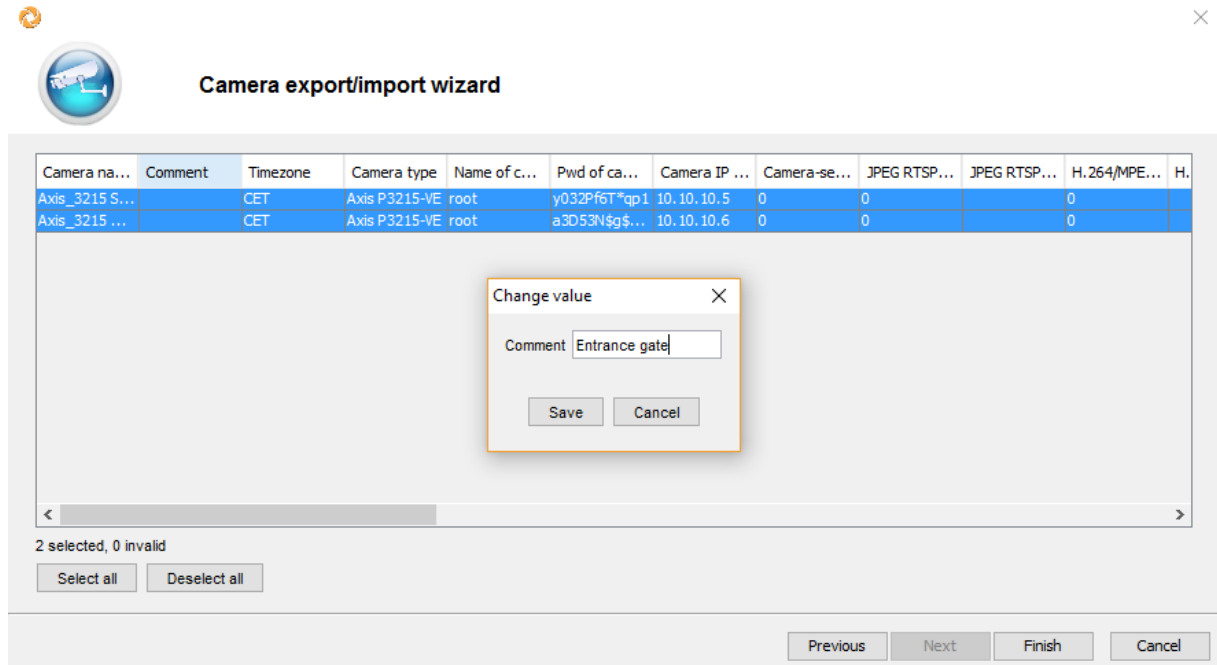 Camera export/import wizard
Camera na... Comment Timezone Camera type Name of c... Pwd of ca... Camera IP ... Camera-se... JPEG RTSP... JPEG RTSP... H.264/MPE... H.
Axis_3215 S... CET Axis P3215-VE root y032Pf6T*qp1 10.10.10.5 0 0 0
Axis_3215 ... CET Axis P3215-VE root a3D53N$g$... 10.10.10.6 0 0 0
Change value
Comment Entrance gate
Save Cancel
2 selected, 0 invalid
Select all Deselect all
Previous Next Finish Cancel